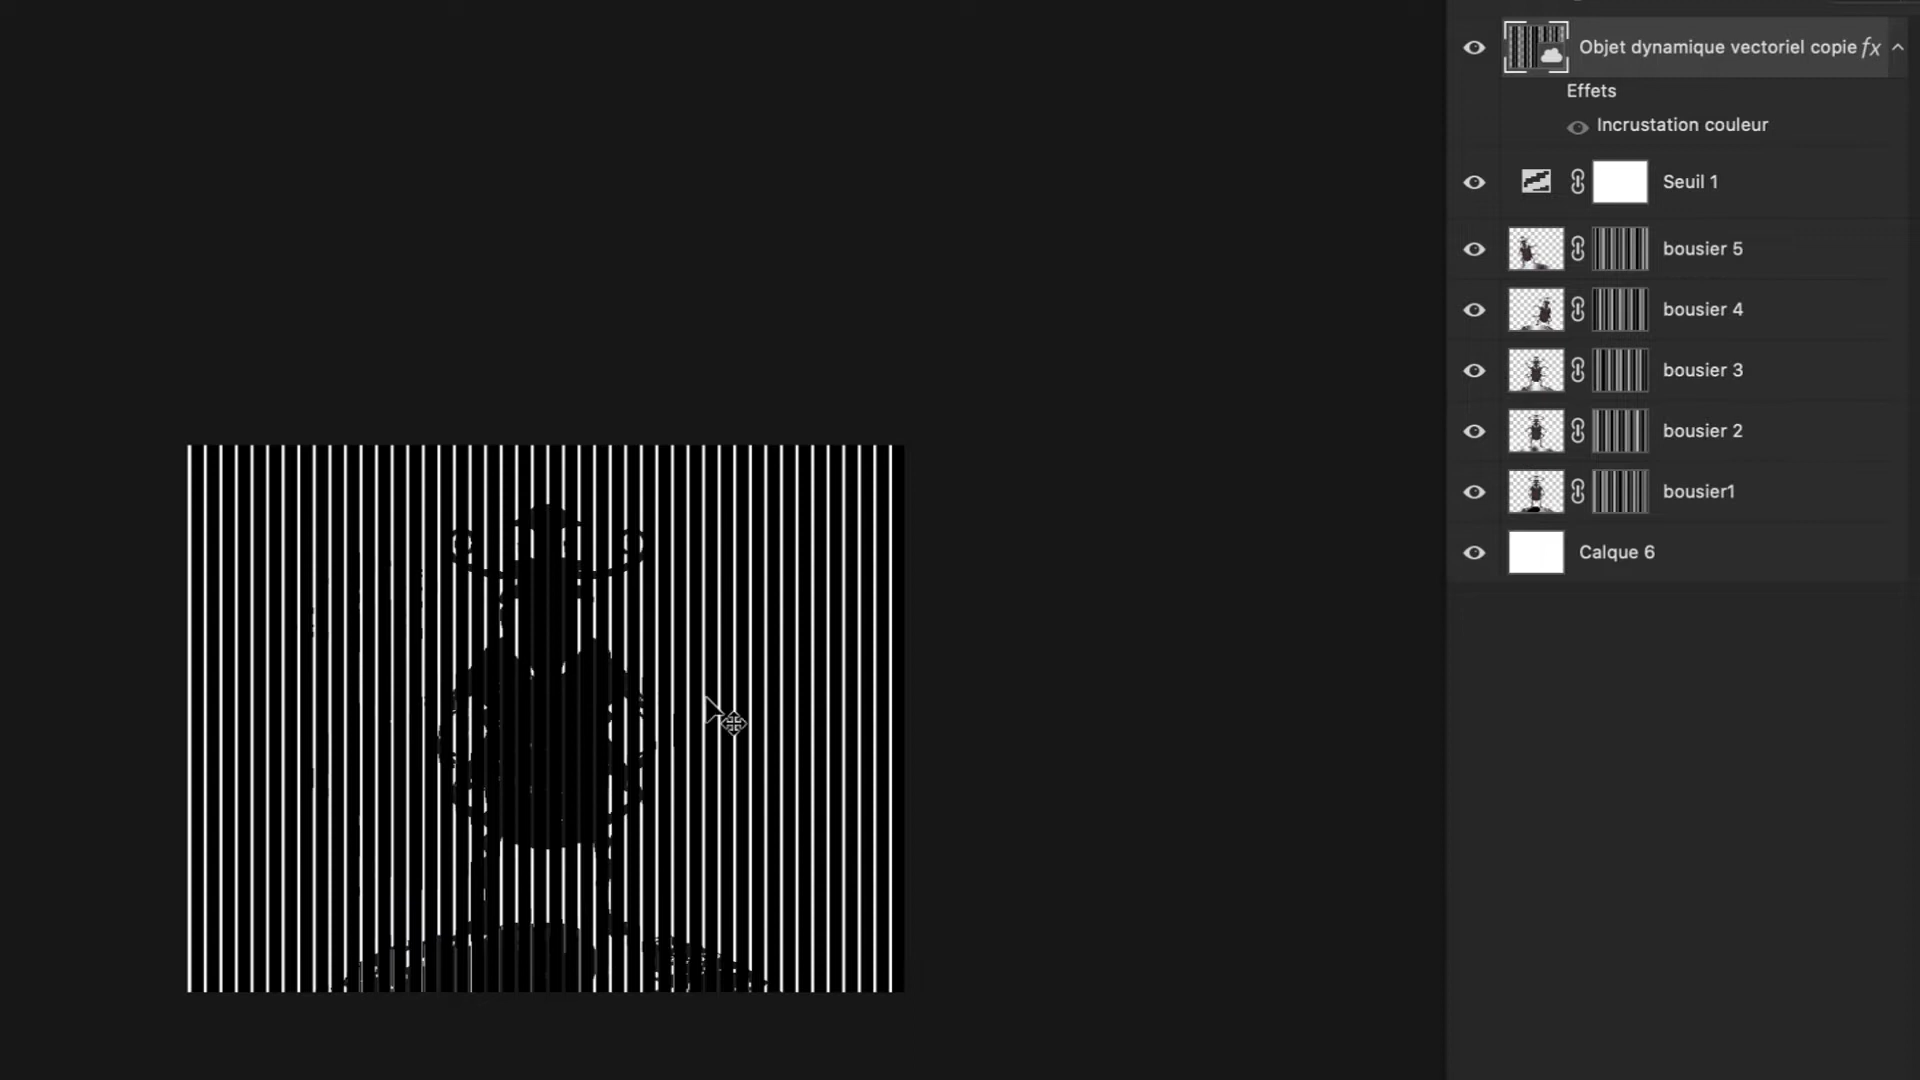 Objet dynamique vectoriel copie fx
Effets
Incrustation couleur
Seuil 1
bousier 5
bousier 4
bousier 3
bousier 2
bousier1
Calque 6